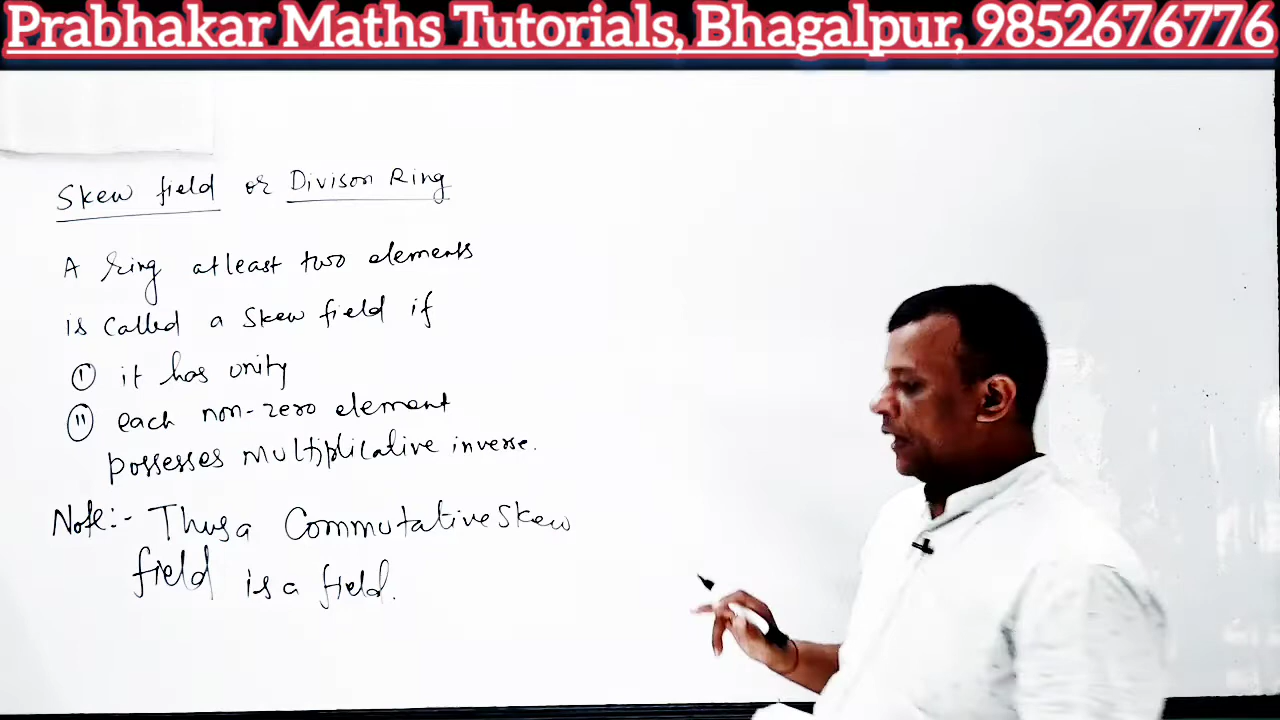 Prabhakar Maths Tutorials, Bhagalpur, 9852676776
Skew field or Divison Ring
A ring atleast two elements
is called a skew field if
(I) it has unity
(II) each non-zero element
possesses multiplicative inverse.
Note:- Thus a Commutative Skew
field is a field.